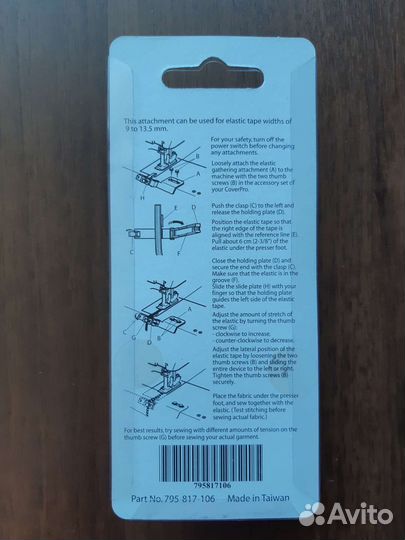 This attachment can be used for elastic tape widths of
9 to 13.5 mm.
For your safety, turn off the
power switch before changing
any attachments.
Loosely attach the elastic
gathering attachment (A) to the
machine with the two thumb
screws (B) in the accessory set of
your CoverPro.
B
A
H
Push the clasp (C) to the left and
release the holding plate (D).
Position the elastic tape so that
the right edge of the tape is
aligned with the reference line (E).
Pull about 6 cm (2-3/8") of the
elastic under the presser foot.
E
D
C
F
Close the holding plate (D) and
secure the end with the clasp (C).
Make sure that the elastic is in the
groove (F).
Slide the slide plate (H) with your
finger so that the holding plate
guides the left side of the elastic
tape.
Adjust the amount of stretch of
the elastic by turning the thumb
screw (G):
- clockwise to increase,
- counter-clockwise to decrease.
C
G
D
B
A
Adjust the lateral position of the
elastic tape by loosening the two
thumb screws (B) and sliding the
entire device to the left or right.
Tighten the thumb screws (B)
securely.
Place the fabric under the presser
foot, and sew together with the
elastic. (Test stitching before
sewing actual fabric.)
For best results, try sewing with different amounts of tension on
the thumb screw (G) before sewing your actual garment.
795817106
Part No. 795-817-106 Made in Taiwan
Avito